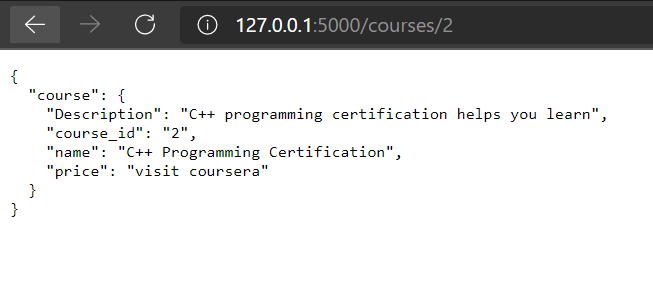 127.0.0.1:5000/courses/2
{
  "course": {
    "Description": "C++ programming certification helps you learn",
    "course_id": "2",
    "name": "C++ Programming Certification",
    "price": "visit coursera"
  }
}